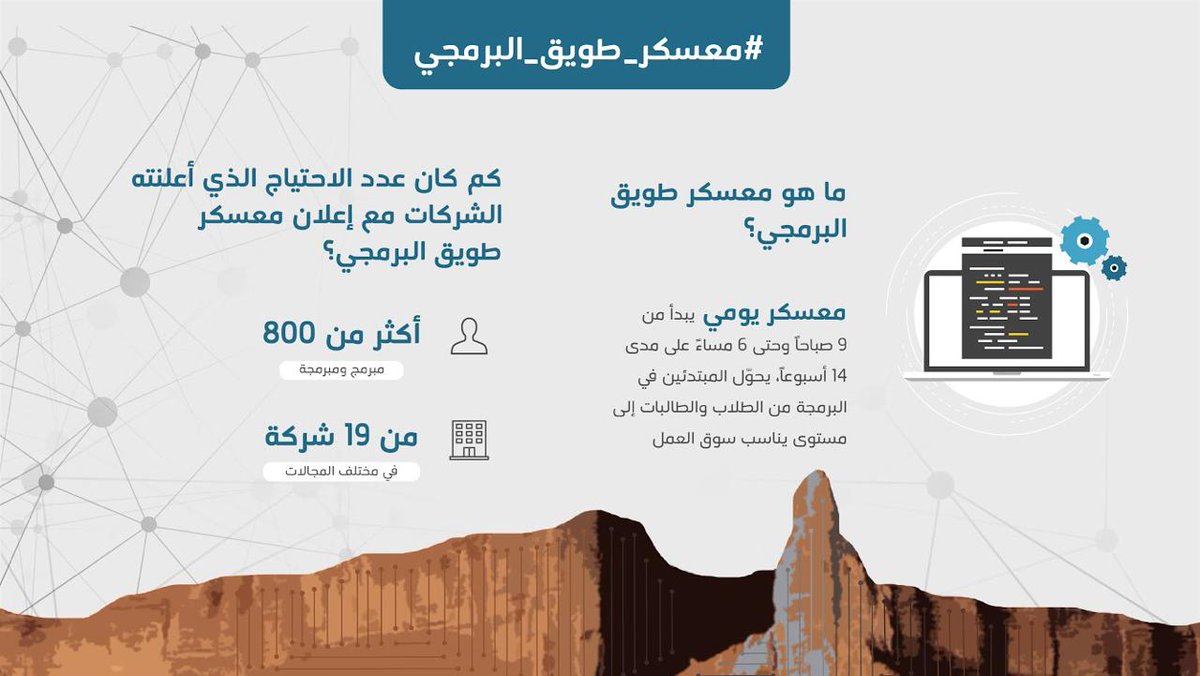 #معسكر_طويق_البرمجي
ما هو معسكر طويق
البرمجي؟
معسكر يومي يبدأ من
9 صباحاً وحتى 6 مساءً على مدى
14 أسبوعاً، يحوّل المبتدئين في
البرمجة من الطلاب والطالبات إلى
مستوى يناسب سوق العمل
كم كان عدد الاحتياج الذي أعلنته
الشركات مع إعلان معسكر
طويق البرمجي؟
أكثر من 800
مبرمج ومبرمجة
من 19 شركة
في مختلف المجالات